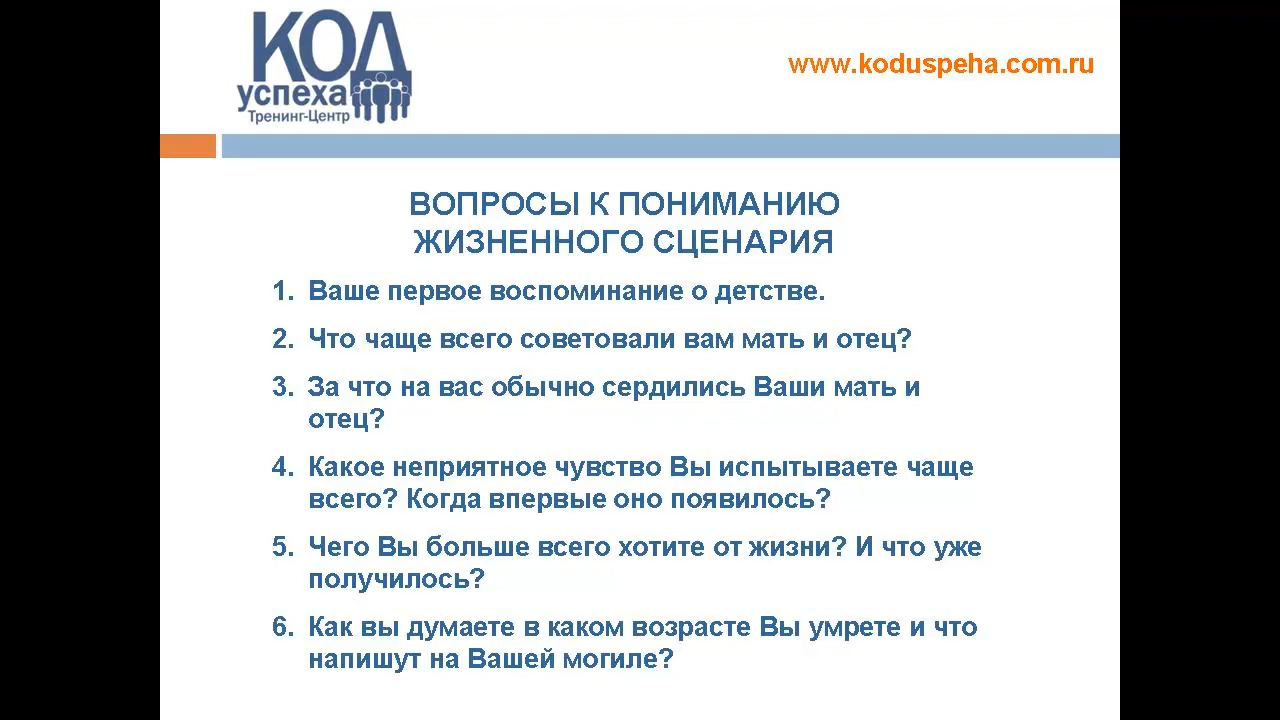 КОД
успеха
Тренинг-Центр
www.koduspeha.com.ru
ВОПРОСЫ К ПОНИМАНИЮ
ЖИЗНЕННОГО СЦЕНАРИЯ
1. Ваше первое воспоминание о детстве.
2. Что чаще всего советовали вам мать и отец?
3. За что на вас обычно сердились Ваши мать и
отец?
4. Какое неприятное чувство Вы испытываете чаще
всего? Когда впервые оно появилось?
5. Чего Вы больше всего хотите от жизни? И что уже
получилось?
6. Как вы думаете в каком возрасте Вы умрете и что
напишут на Вашей могиле?